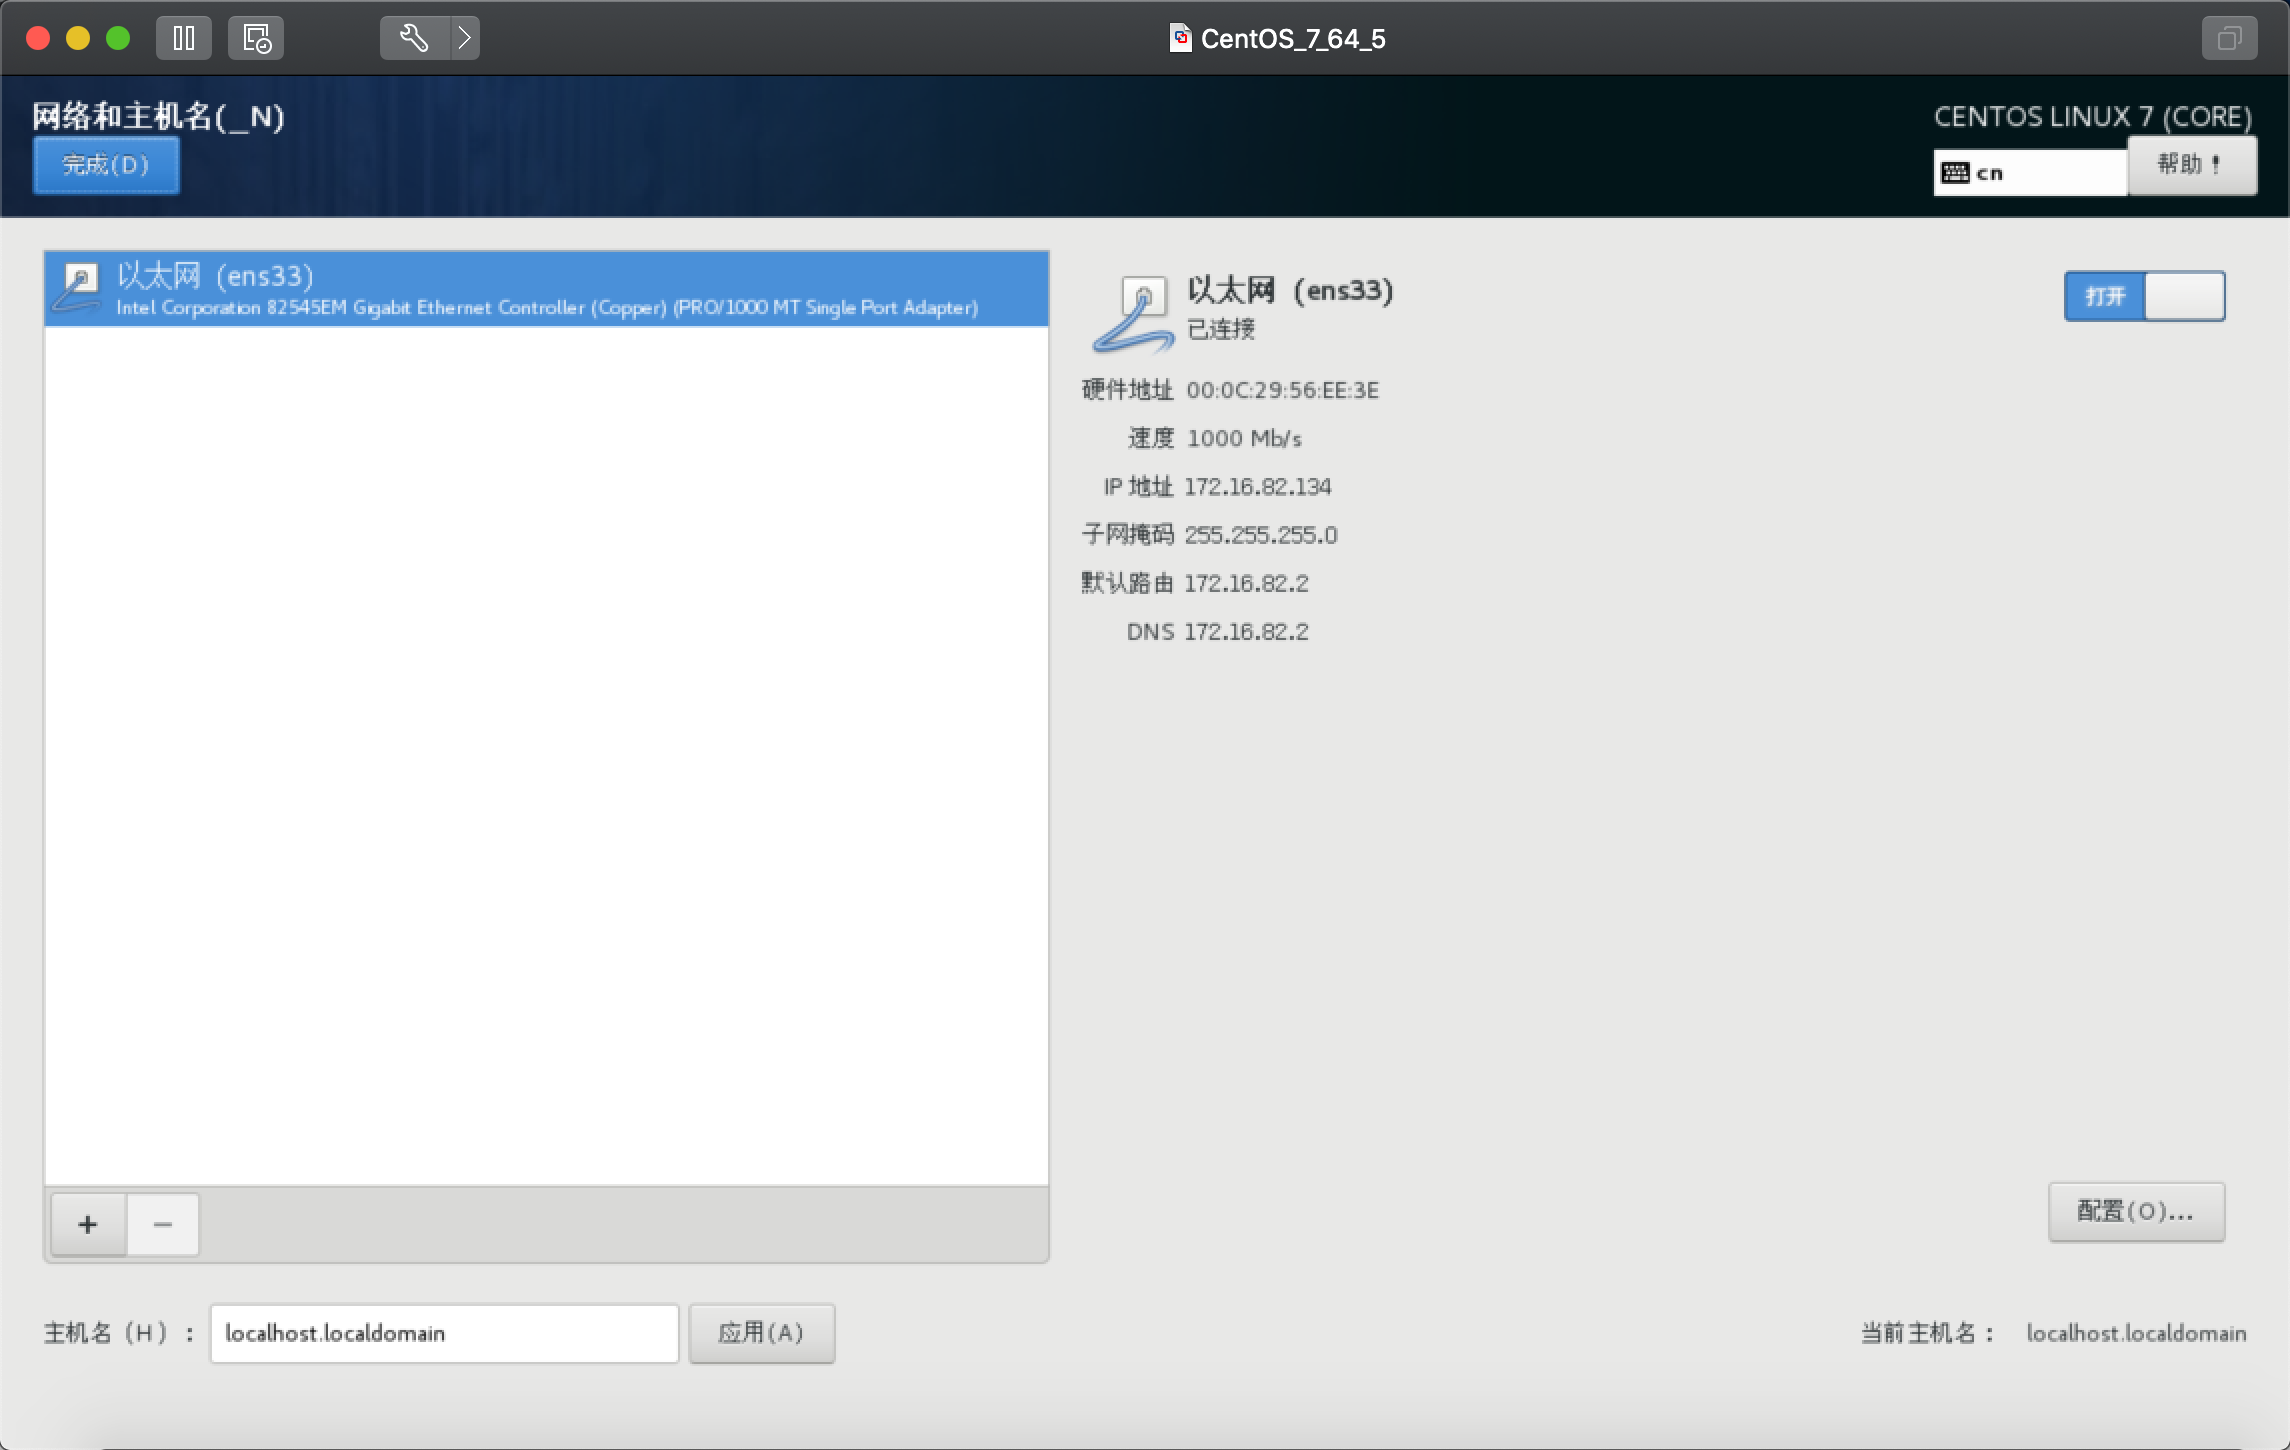 CentOS_7_64_5
网络和主机名(_N)
CENTOS LINUX 7 (CORE)
完成(D)
cn
帮助！
以太网（ens33）
Intel Corporation 82545EM Gigabit Ethernet Controller (Copper) (PRO/1000 MT Single Port Adapter)
以太网（ens33）
已连接
打开
硬件地址 00:0C:29:56:EE:3E
速度 1000 Mb/s
IP 地址 172.16.82.134
子网掩码 255.255.255.0
默认路由 172.16.82.2
DNS 172.16.82.2
+ −
配置(O)...
主机名（H）： localhost.localdomain 应用(A)
当前主机名： localhost.localdomain